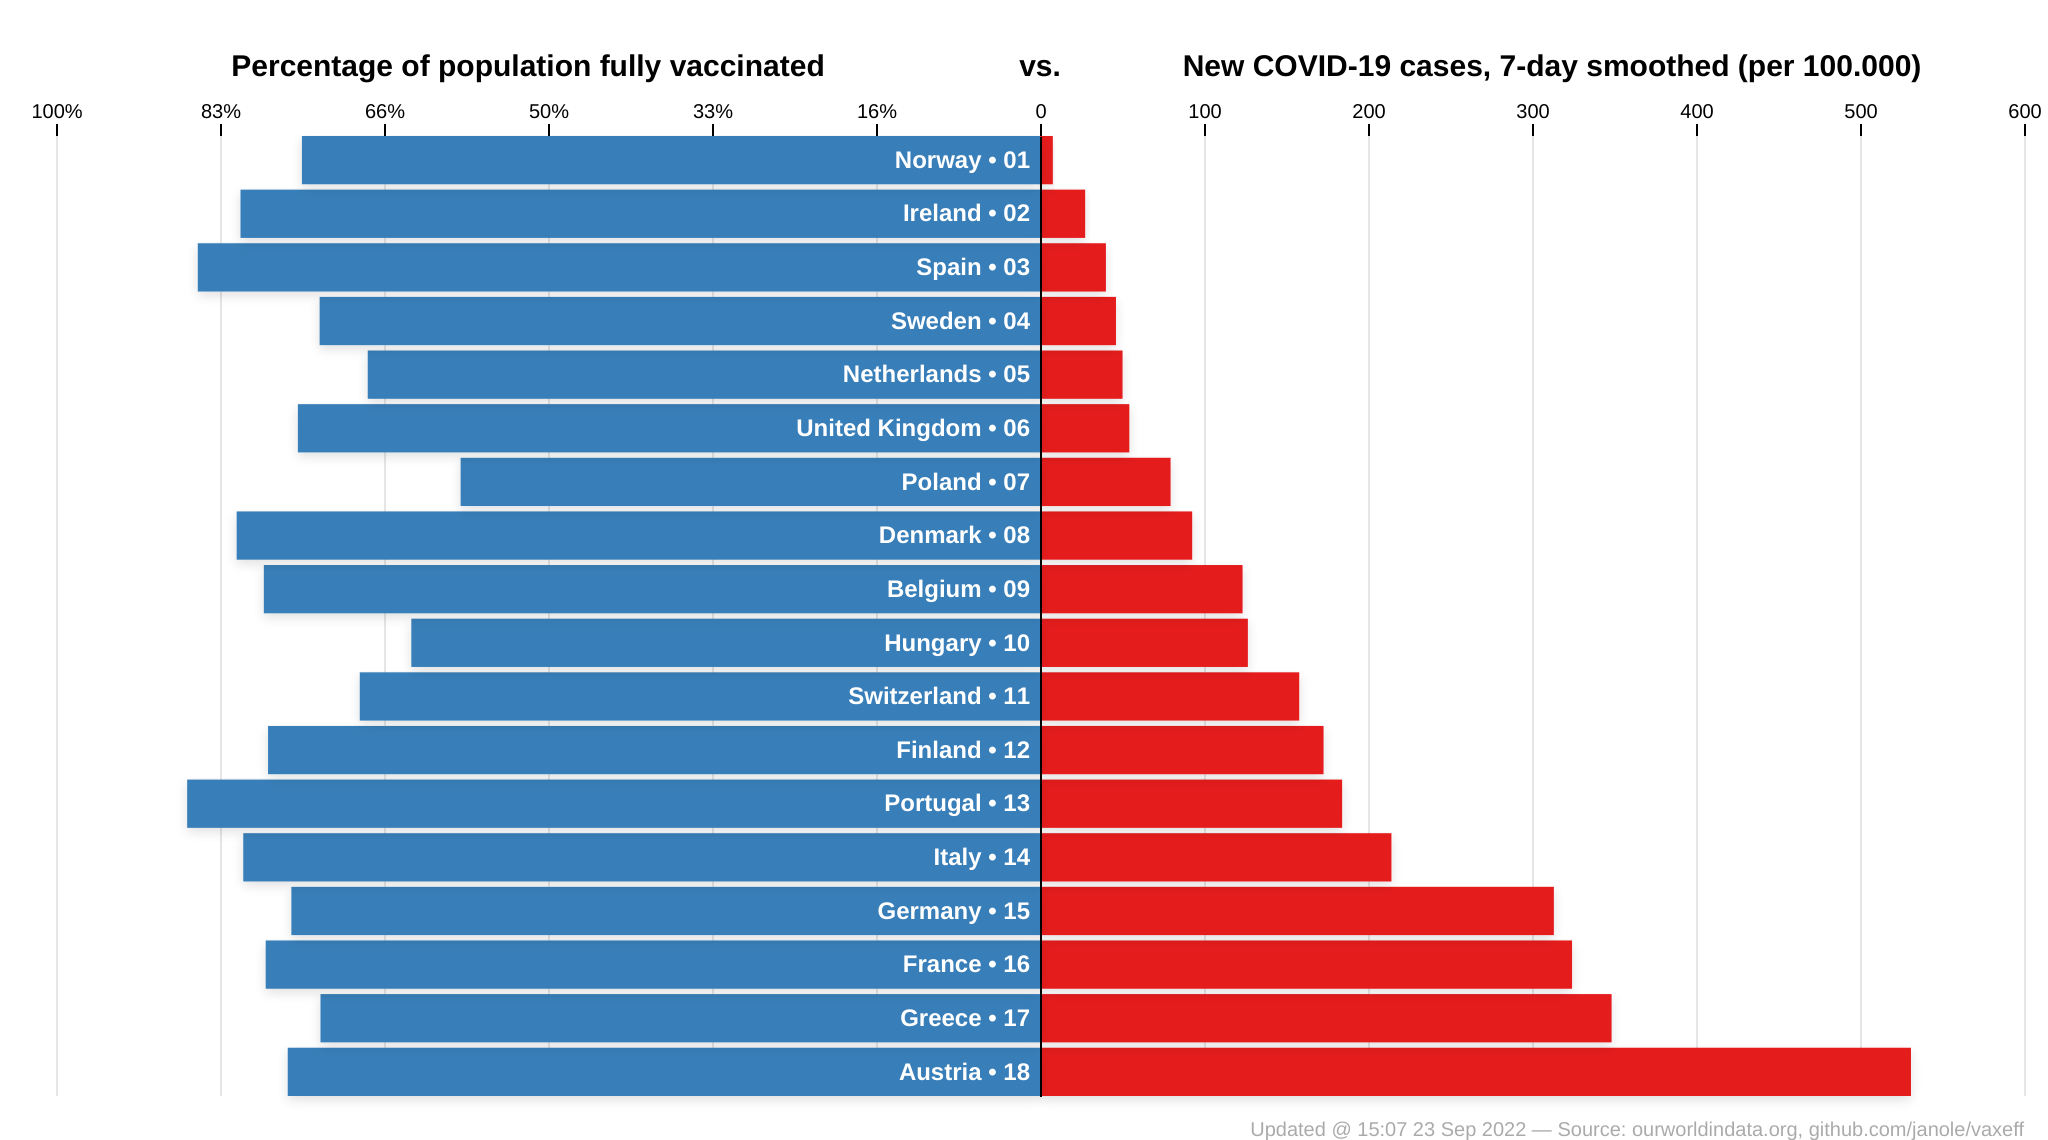 Percentage of population fully vaccinated vs. New COVID-19 cases, 7-day smoothed (per 100.000)
100% 83% 66% 50% 33% 16% 0 100 200 300 400 500 600
Norway • 01
Ireland • 02
Spain • 03
Sweden • 04
Netherlands • 05
United Kingdom • 06
Poland • 07
Denmark • 08
Belgium • 09
Hungary • 10
Switzerland • 11
Finland • 12
Portugal • 13
Italy • 14
Germany • 15
France • 16
Greece • 17
Austria • 18
Updated @ 15:07 23 Sep 2022 — Source: ourworldindata.org, github.com/janole/vaxeff